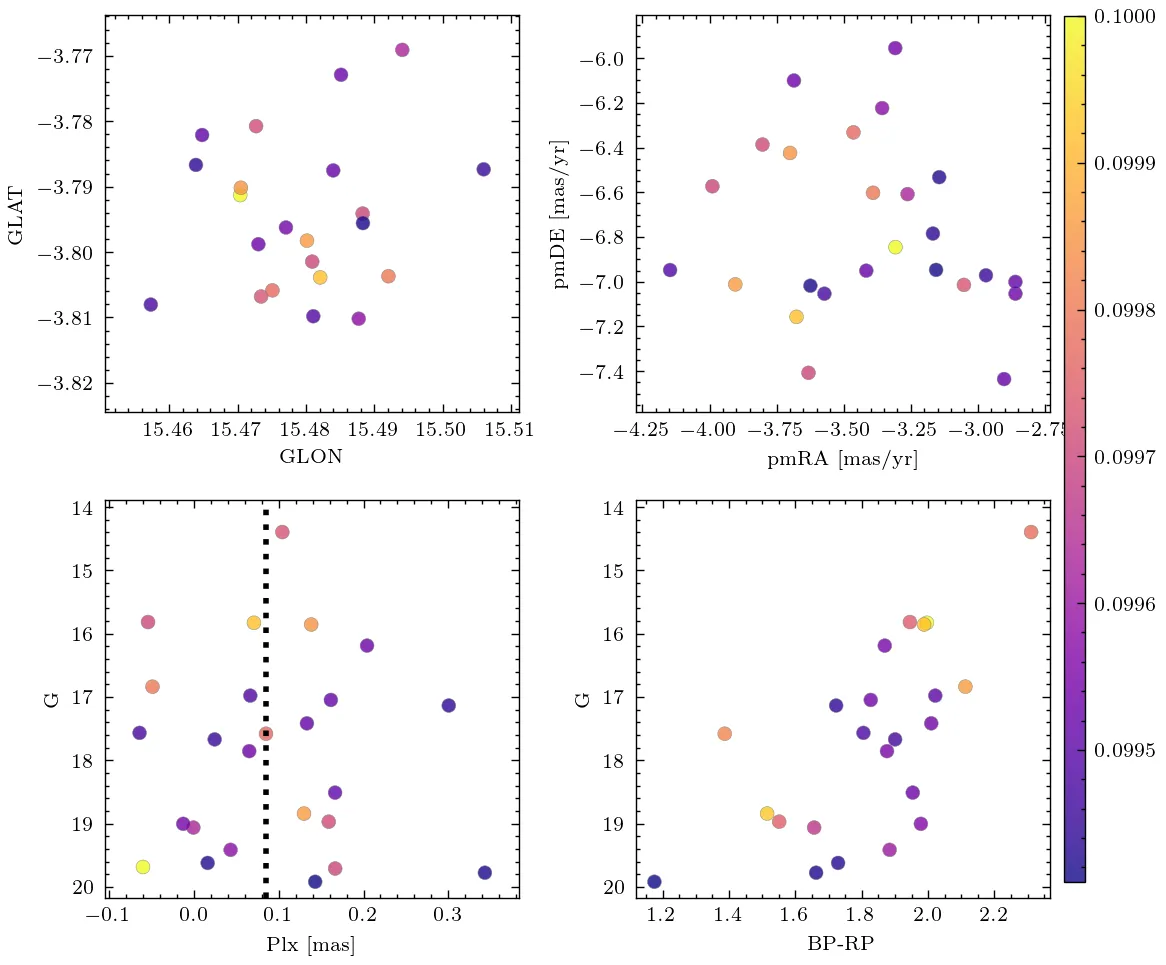 −3.77
−3.78
−3.79
−3.80
−3.81
−3.82
GLAT
15.46 15.47 15.48 15.49 15.50 15.51
GLON
−6.0
−6.2
−6.4
−6.6
−6.8
−7.0
−7.2
−7.4
pmDE [mas/yr]
−4.25 −4.00 −3.75 −3.50 −3.25 −3.00 −2.75
pmRA [mas/yr]
0.1000
0.0999
0.0998
0.0997
0.0996
0.0995
14
15
16
17
18
19
20
G
−0.1 0.0 0.1 0.2 0.3
Plx [mas]
14
15
16
17
18
19
20
G
1.2 1.4 1.6 1.8 2.0 2.2
BP-RP